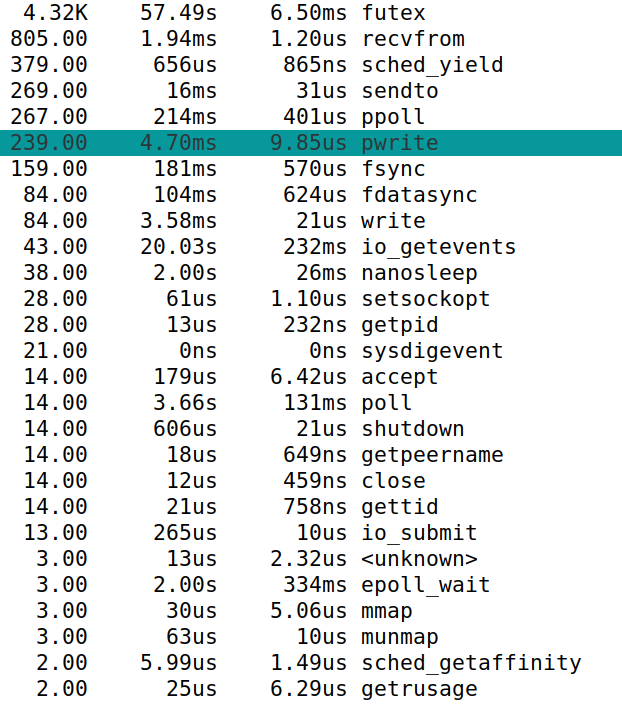 4.32K 57.49s 6.50ms futex
805.00 1.94ms 1.20us recvfrom
379.00 656us 865ns sched_yield
269.00 16ms 31us sendto
267.00 214ms 401us ppoll
239.00 4.70ms 9.85us pwrite
159.00 181ms 570us fsync
84.00 104ms 624us fdatasync
84.00 3.58ms 21us write
43.00 20.03s 232ms io_getevents
38.00 2.00s 26ms nanosleep
28.00 61us 1.10us setsockopt
28.00 13us 232ns getpid
21.00 0ns 0ns sysdigevent
14.00 179us 6.42us accept
14.00 3.66s 131ms poll
14.00 606us 21us shutdown
14.00 18us 649ns getpeername
14.00 12us 459ns close
14.00 21us 758ns gettid
13.00 265us 10us io_submit
3.00 13us 2.32us <unknown>
3.00 2.00s 334ms epoll_wait
3.00 30us 5.06us mmap
3.00 63us 10us munmap
2.00 5.99us 1.49us sched_getaffinity
2.00 25us 6.29us getrusage